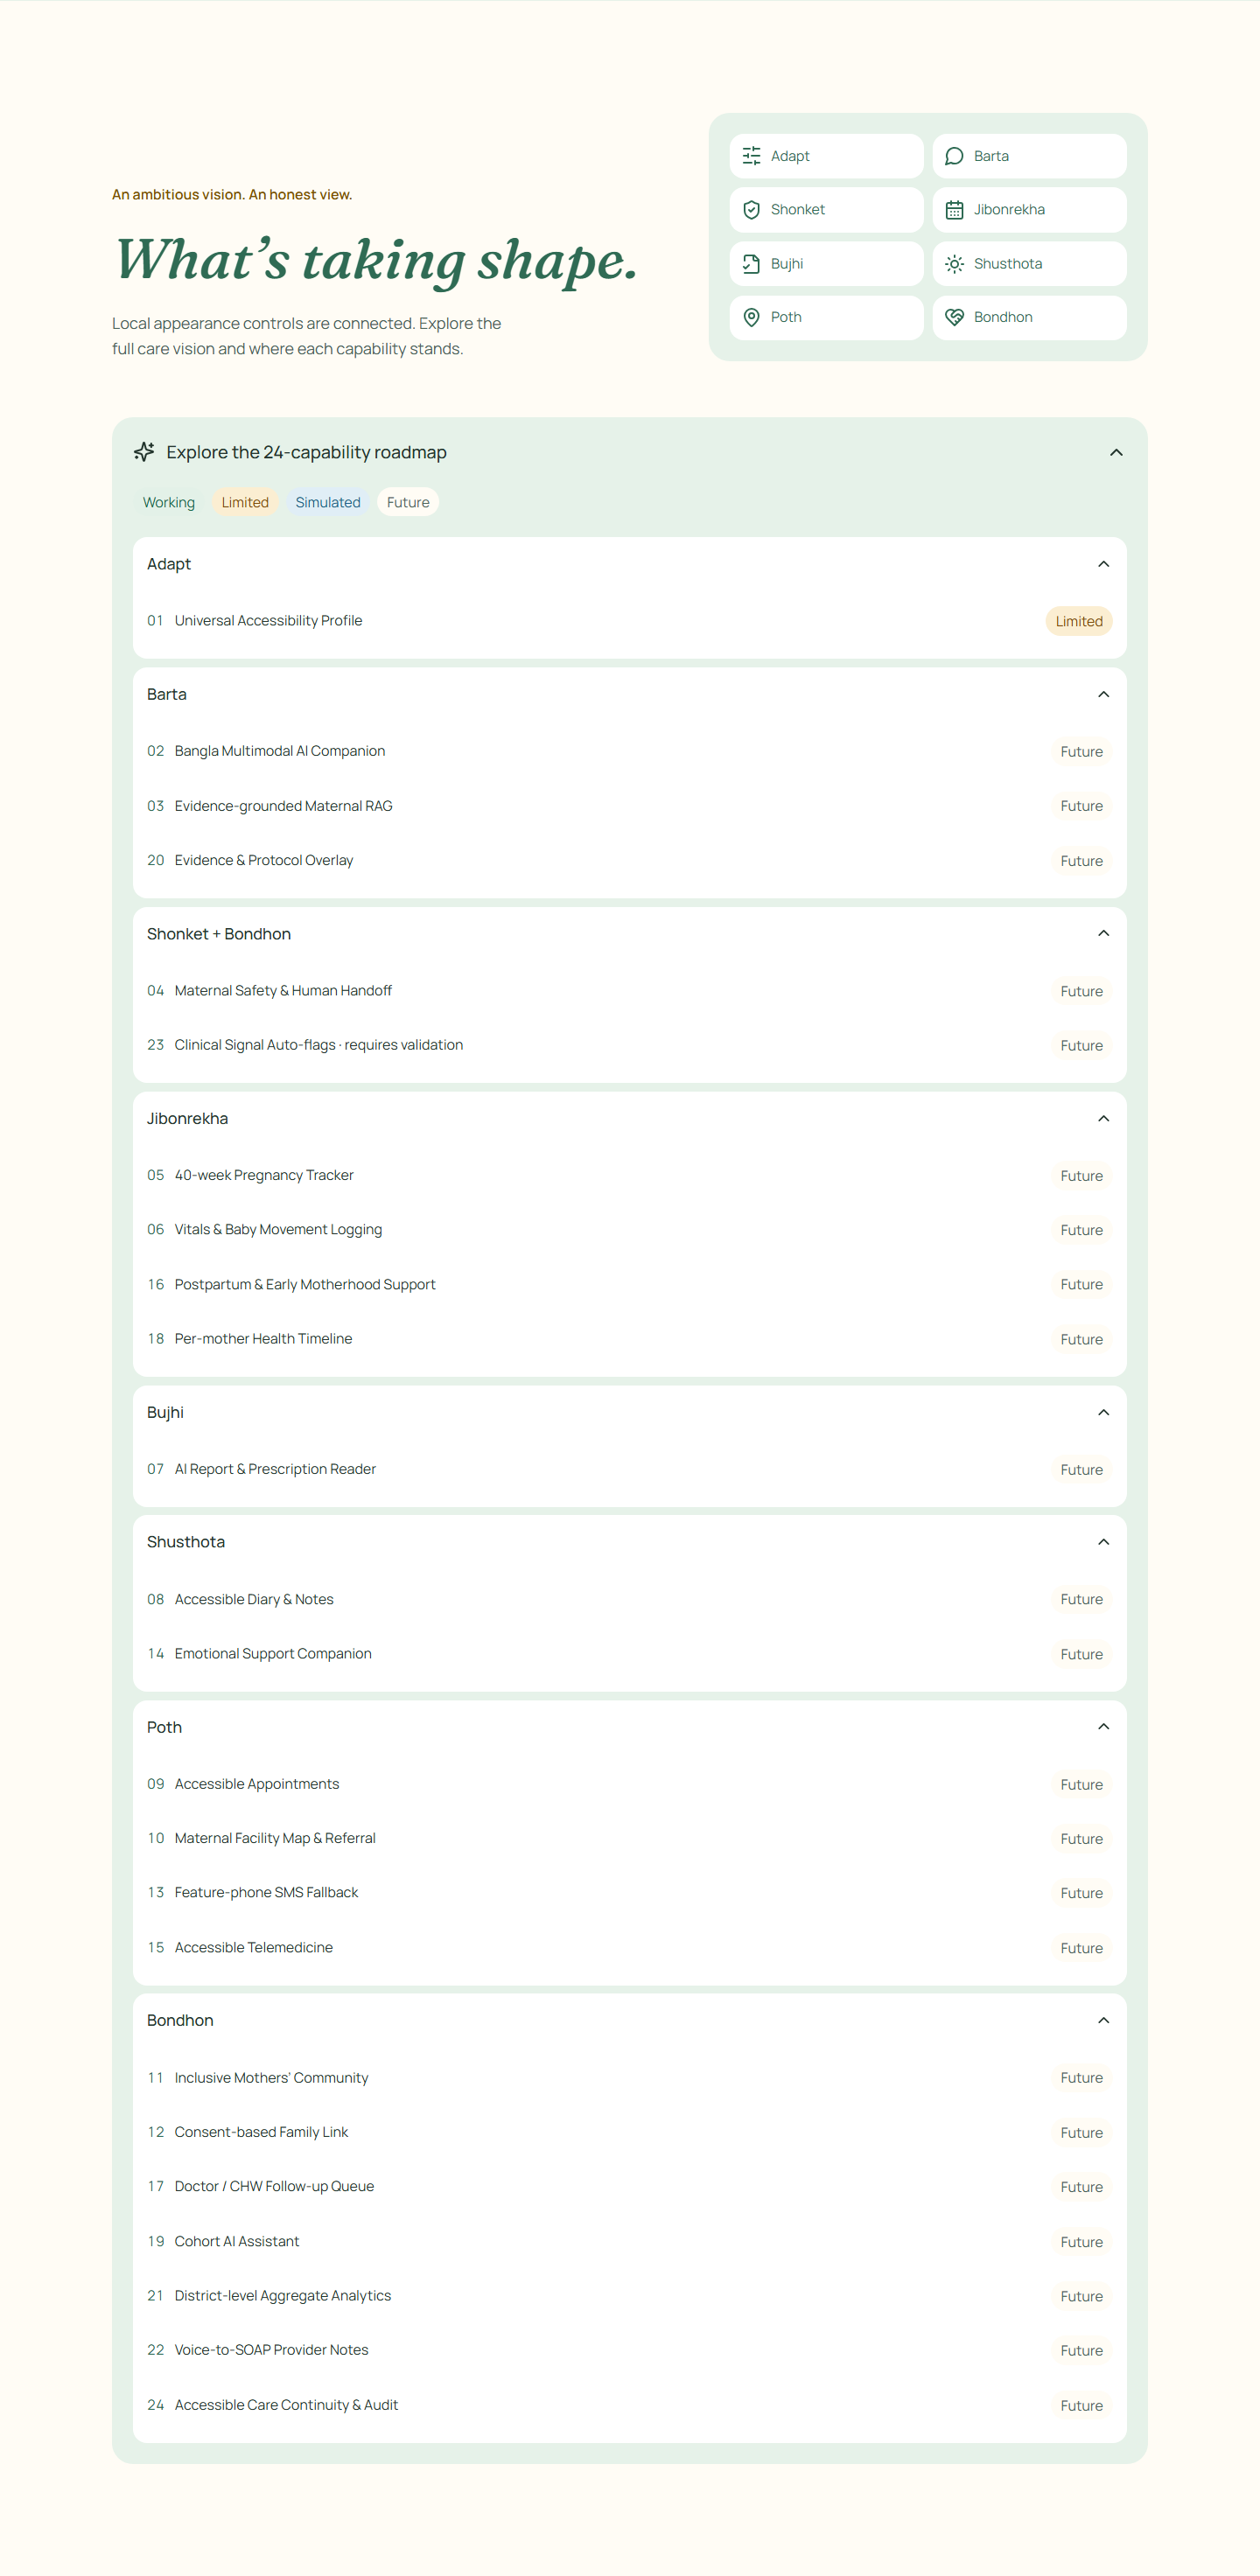 An ambitious vision. An honest view.
What’s taking shape.
Local appearance controls are connected. Explore the
full care vision and where each capability stands.
Adapt
Barta
Shonket
Jibonrekha
Bujhi
Shusthota
Poth
Bondhon
Explore the 24-capability roadmap
Working Limited Simulated Future
Adapt
01 Universal Accessibility Profile Limited
Barta
02 Bangla Multimodal AI Companion Future
03 Evidence-grounded Maternal RAG Future
20 Evidence & Protocol Overlay Future
Shonket + Bondhon
04 Maternal Safety & Human Handoff Future
23 Clinical Signal Auto-flags · requires validation Future
Jibonrekha
05 40-week Pregnancy Tracker Future
06 Vitals & Baby Movement Logging Future
16 Postpartum & Early Motherhood Support Future
18 Per-mother Health Timeline Future
Bujhi
07 AI Report & Prescription Reader Future
Shusthota
08 Accessible Diary & Notes Future
14 Emotional Support Companion Future
Poth
09 Accessible Appointments Future
10 Maternal Facility Map & Referral Future
13 Feature-phone SMS Fallback Future
15 Accessible Telemedicine Future
Bondhon
11 Inclusive Mothers’ Community Future
12 Consent-based Family Link Future
17 Doctor / CHW Follow-up Queue Future
19 Cohort AI Assistant Future
21 District-level Aggregate Analytics Future
22 Voice-to-SOAP Provider Notes Future
24 Accessible Care Continuity & Audit Future